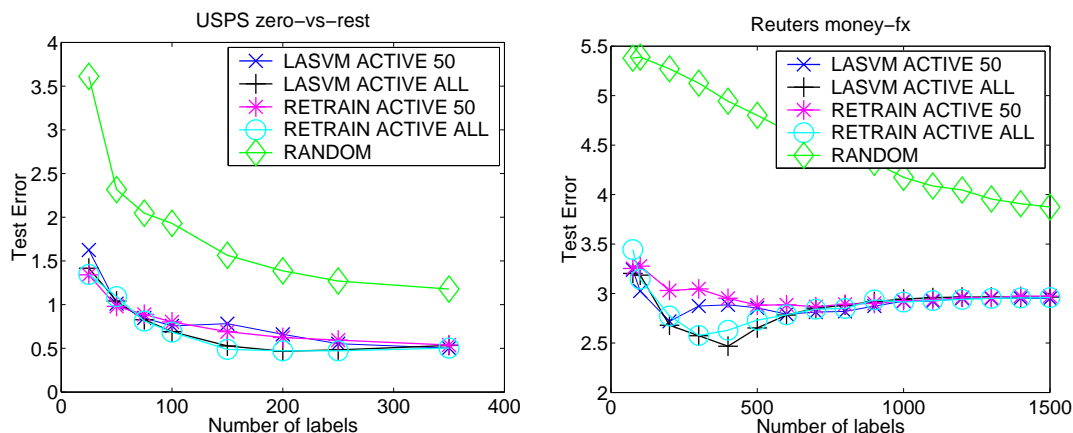 USPS zero−vs−rest
4
3.5
3
2.5
2
1.5
1
0.5
0
0
100
200
300
400
Test Error
Number of labels
LASVM ACTIVE 50
LASVM ACTIVE ALL
RETRAIN ACTIVE 50
RETRAIN ACTIVE ALL
RANDOM
Reuters money−fx
5.5
5
4.5
4
3.5
3
2.5
2
0
500
1000
1500
Test Error
Number of labels
LASVM ACTIVE 50
LASVM ACTIVE ALL
RETRAIN ACTIVE 50
RETRAIN ACTIVE ALL
RANDOM